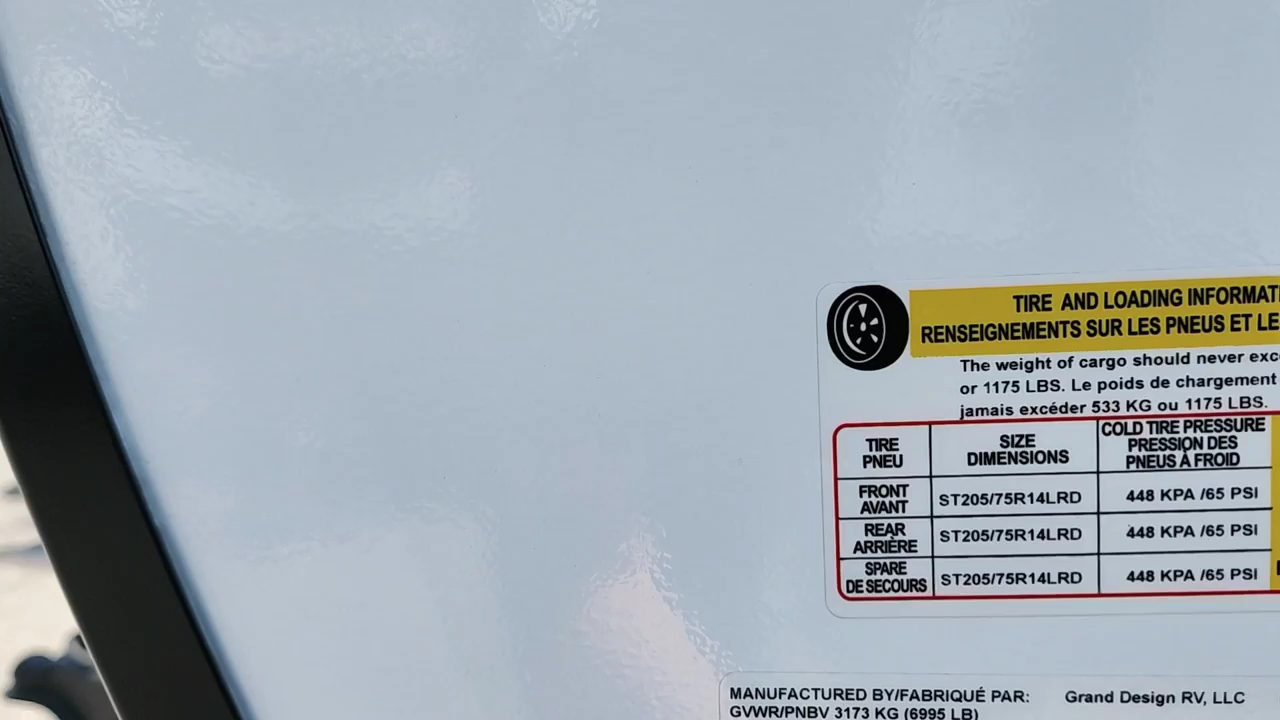 TIRE AND LOADING
RENSEIGNEMENTS SUR LES PNEUS ET
The weight of cargo should never
or 1175 LBS. Le poids de chargement
jamais excéder 533 KG ou 1175 LBS.
TIRE PNEU SIZE DIMENSIONS COLD TIRE PRESSURE PRESSION DES PNEUS À FROID
FRONT AVANT ST205/75R14LRD 448 KPA /65 PSI
REAR ARRIÈRE ST205/75R14LRD 448 KPA /65 PSI
SPARE DE SECOURS ST205/75R14LRD 448 KPA /65 PSI
MANUFACTURED BY/FABRIQUÉ PAR: Grand Design RV, LLC
GVWR/PNBV 3173 KG (6995 LB)